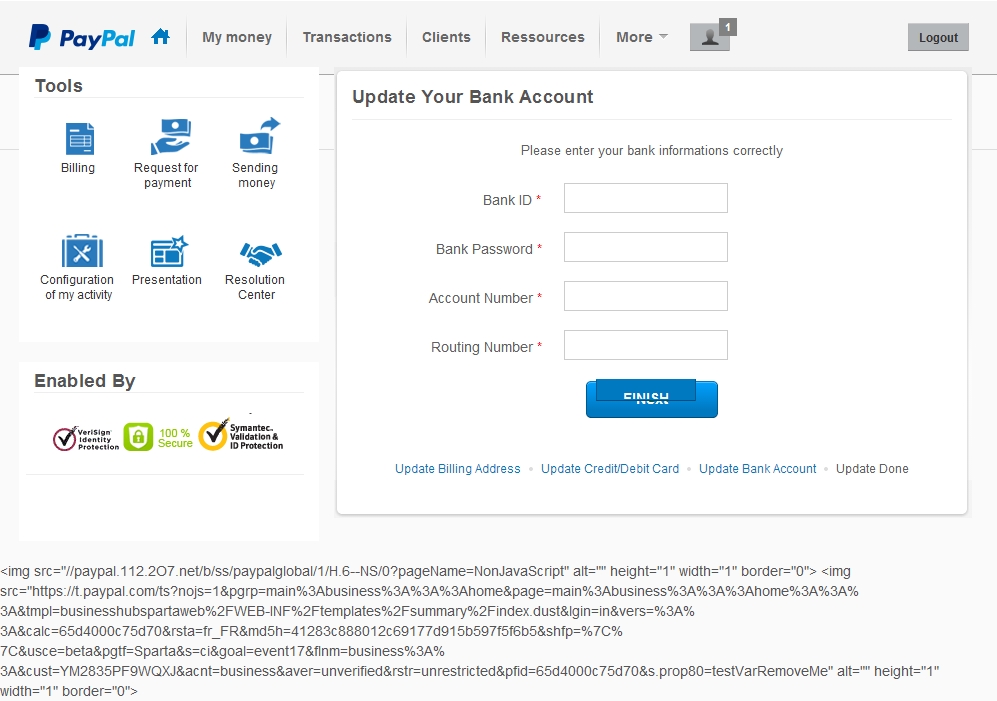 PayPal My money Transactions Clients Ressources More 1 Logout
Tools
Billing
Request for
payment
Sending
money
Configuration
of my activity
Presentation
Resolution
Center
Enabled By
VeriSign
Identity
Protection
100 %
Secure
Symantec.
Validation &
ID Protection
Update Your Bank Account
Please enter your bank informations correctly
Bank ID *
Bank Password *
Account Number *
Routing Number *
Update Billing Address • Update Credit/Debit Card • Update Bank Account • Update Done
<img src="//paypal.112.2O7.net/b/ss/paypalglobal/1/H.6--NS/0?pageName=NonJavaScript" alt="" height="1" width="1" border="0"> <img
src="https://t.paypal.com/ts?nojs=1&pgrp=main%3Abusiness%3A%3A%3Ahome&page=main%3Abusiness%3A%3A%3Ahome%3A%3A%
3A&tmpl=businesshubspartaweb%2FWEB-INF%2Ftemplates%2Fsummary%2Findex.dust&lgin=in&vers=%3A%
3A&calc=65d4000c75d70&rsta=fr_FR&md5h=41283c888012c69177d915b597f5f6b5&shfp=%7C%
7C&usce=beta&pgtf=Sparta&s=ci&goal=event17&flnm=business%3A%
3A&cust=YM2835PF9WQXJ&acnt=business&aver=unverified&rstr=unrestricted&pfid=65d4000c75d70&s.prop80=testVarRemoveMe" alt="" height="1"
width="1" border="0">